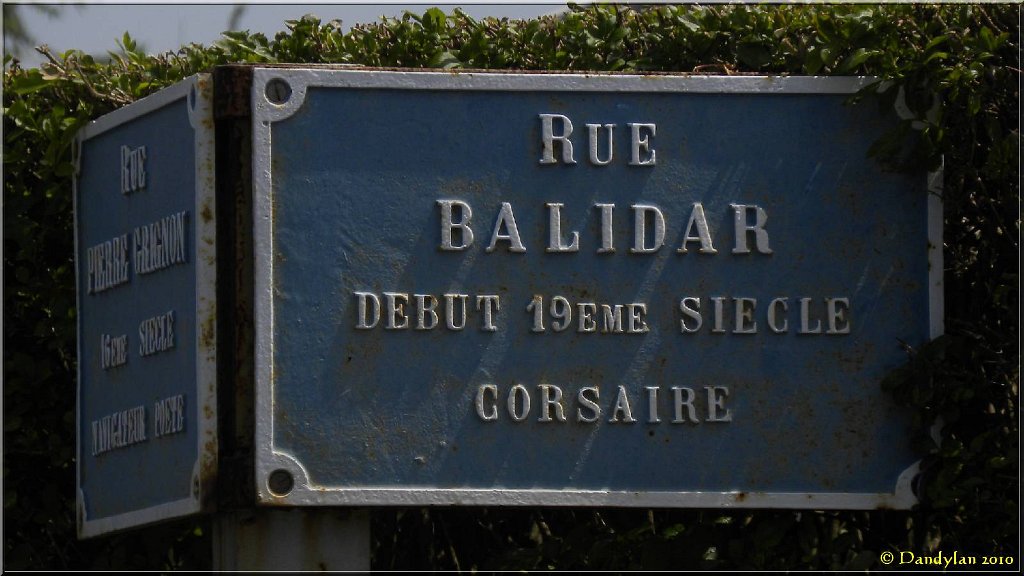 RUE
PIERRE GRIGNON
16EME SIECLE
NAVIGATEUR POETE
RUE
BALIDAR
DEBUT 19EME SIECLE
CORSAIRE
© Dandylan 2010